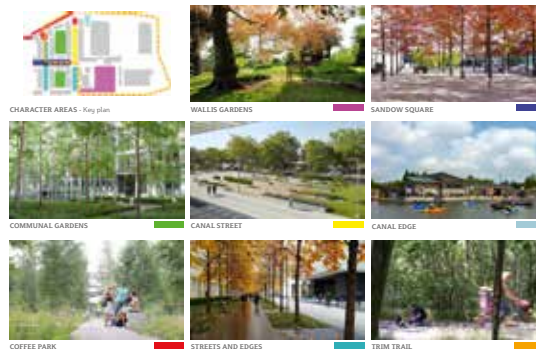 CHARACTER AREAS - Key plan
WALLIS GARDENS
SANDOW SQUARE
COMMUNAL GARDENS
CANAL STREET
CANAL EDGE
COFFEE PARK
STREETS AND EDGES
TRIM TRAIL